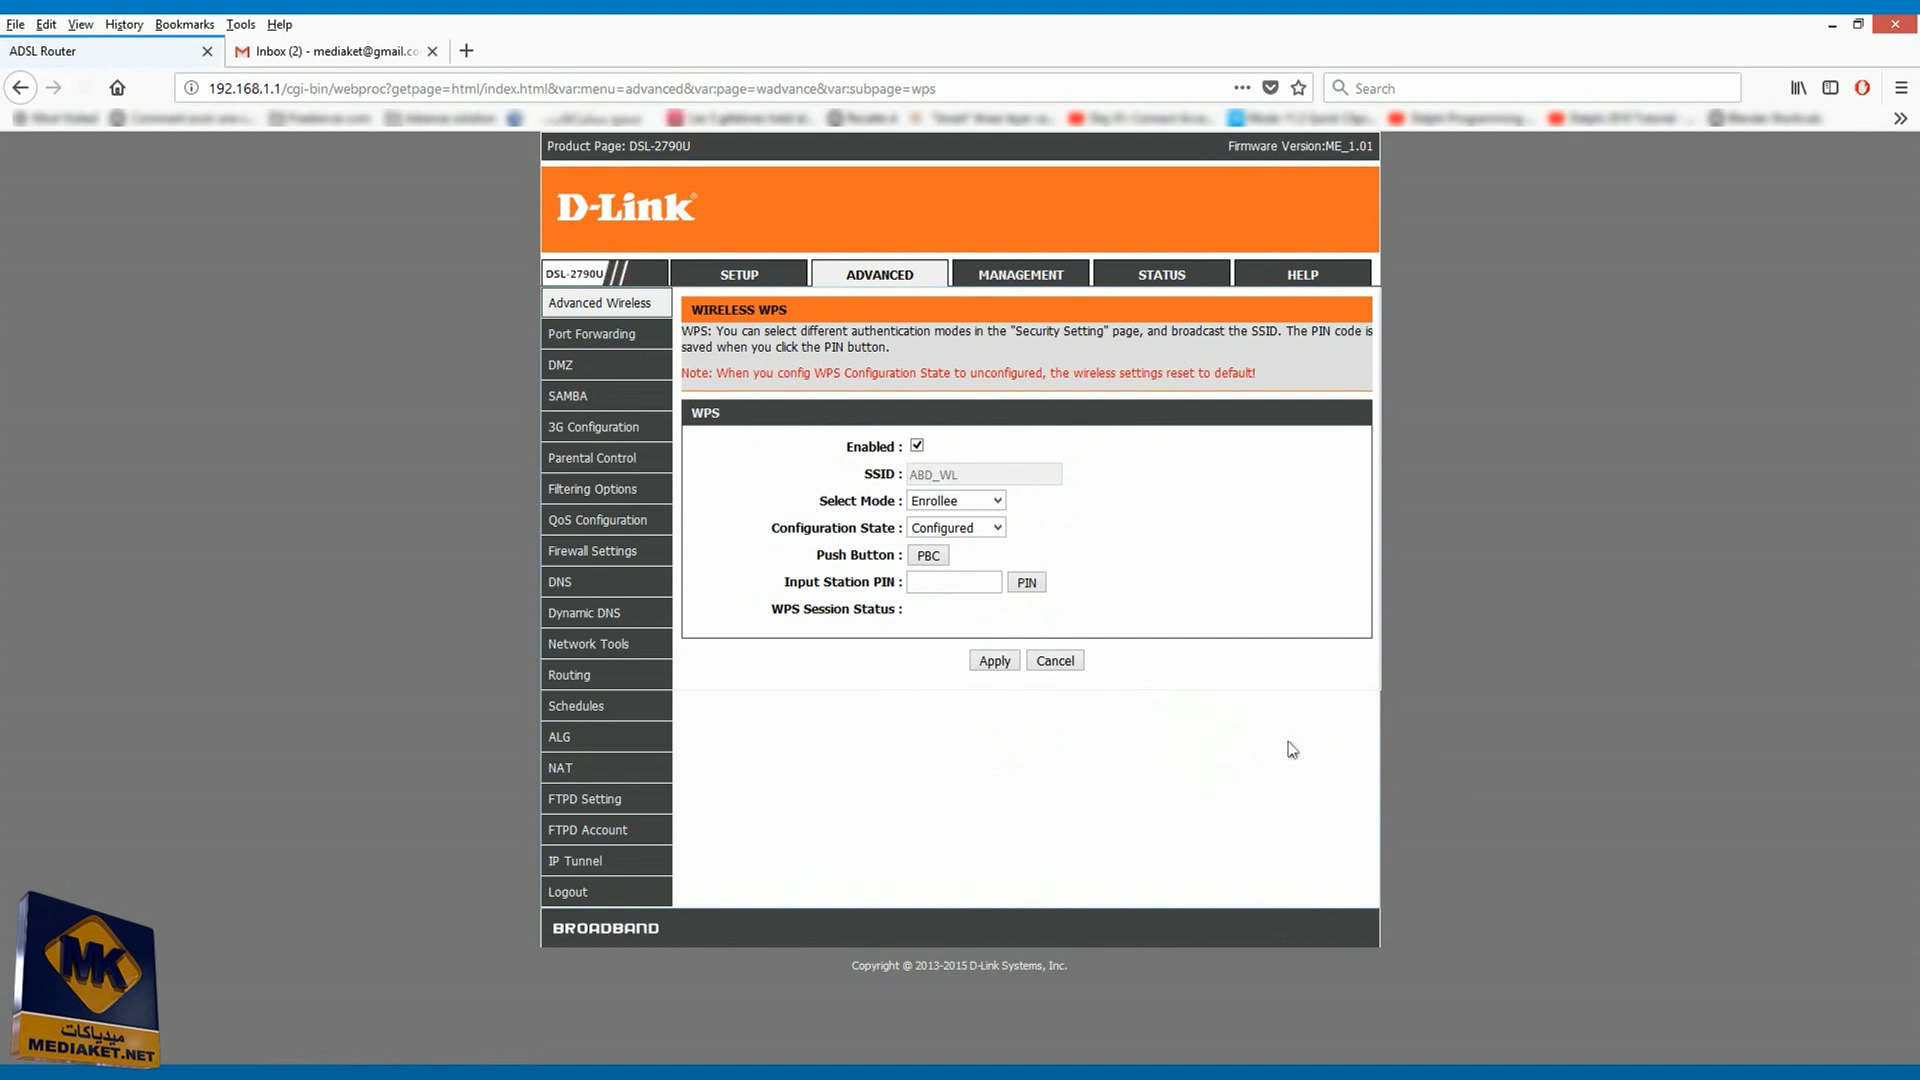 File Edit View History Bookmarks Tools Help
ADSL Router
Inbox (2) - mediaket@gmail.co
192.168.1.1/cgi-bin/webproc?getpage=html/index.html&var:menu=advanced&var:page=wadvance&var:subpage=wps
Search
Product Page: DSL-2790U
Firmware Version:ME_1.01
D-Link
DSL-2790U
SETUP
ADVANCED
MANAGEMENT
STATUS
HELP
Advanced Wireless
Port Forwarding
DMZ
SAMBA
3G Configuration
Parental Control
Filtering Options
QoS Configuration
Firewall Settings
DNS
Dynamic DNS
Network Tools
Routing
Schedules
ALG
NAT
FTPD Setting
FTPD Account
IP Tunnel
Logout
WIRELESS WPS
WPS: You can select different authentication modes in the "Security Setting" page, and broadcast the SSID. The PIN code is
saved when you click the PIN button.
Note: When you config WPS Configuration State to unconfigured, the wireless settings reset to default!
WPS
Enabled :
SSID : ABD_WL
Select Mode : Enrollee
Configuration State : Configured
Push Button : PBC
Input Station PIN : PIN
WPS Session Status :
Apply Cancel
BROADBAND
Copyright @ 2013-2015 D-Link Systems, Inc.
MK
ميدياكات
MEDIAKET.NET